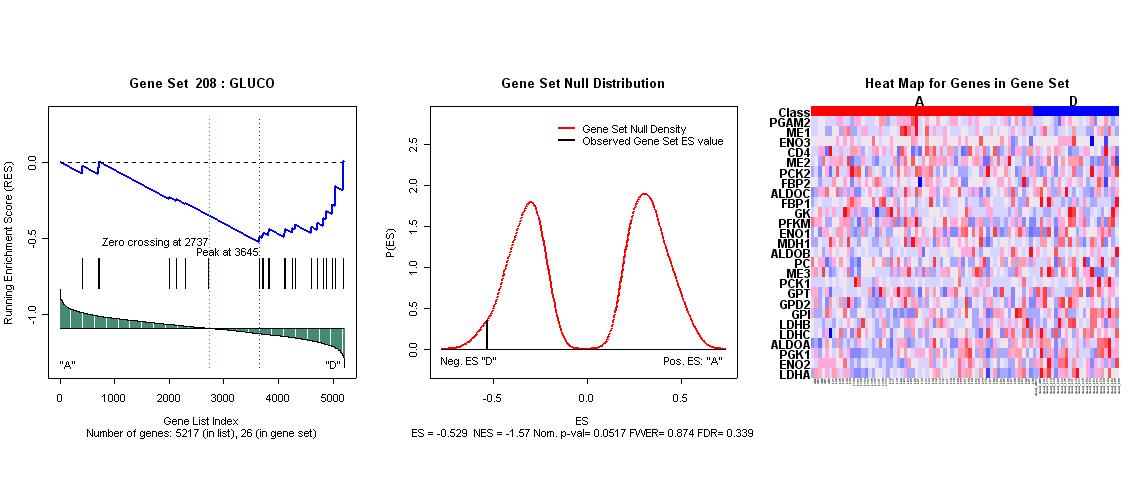 Gene Set  208 : GLUCO
Running Enrichment Score (RES)
0.0
-0.5
-1.0
Zero crossing at 2737
Peak at 3645
"A"
"D"
0 1000 2000 3000 4000 5000
Gene List Index
Number of genes: 5217 (in list), 26 (in gene set)
Gene Set Null Distribution
P(ES)
2.5
2.0
1.5
1.0
0.5
0.0
Gene Set Null Density
Observed Gene Set ES value
Neg. ES "D"
Pos. ES: "A"
-0.5 0.0 0.5
ES
ES = -0.529  NES = -1.57 Nom. p-val= 0.0517 FWER= 0.874 FDR= 0.339
Heat Map for Genes in Gene Set
A D
Class
PGAM2
ME1
ENO3
CD4
ME2
PCK2
FBP2
ALDOC
FBP1
GK
PFKM
ENO1
MDH1
ALDOB
PC
ME3
PCK1
GPT
GPD2
GPI
LDHB
LDHC
ALDOA
PGK1
ENO2
LDHA